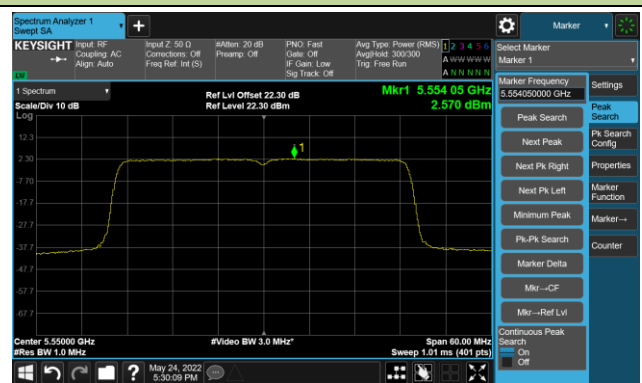 Spectrum Analyzer 1
Swept SA
Marker
KEYSIGHT
Input: RF
Coupling: AC
Align: Auto
Input Z: 50 Ω
Corrections: Off
Freq Ref: Int (S)
#Atten: 20 dB
Preamp: Off
PNO: Fast
Gate: Off
IF Gain: Low
Sig Track: Off
Avg Type: Power (RMS)
Avg|Hold: 300/300
Trig: Free Run
1 2 3 4 5 6
A W W W W W
A N N N N N
LW
Select Marker
Marker 1
1 Spectrum
Scale/Div 10 dB
Log
Ref Lvl Offset 22.30 dB
Ref Level 22.30 dBm
Mkr1 5.554 05 GHz
2.570 dBm
1
12.3
2.30
-7.70
-17.7
-27.7
-37.7
-47.7
-57.7
-67.7
Center 5.55000 GHz
#Res BW 1.0 MHz
#Video BW 3.0 MHz*
Span 60.00 MHz
Sweep 1.01 ms (401 pts)
Marker Frequency
5.554050000 GHz
Peak Search
Next Peak
Next Pk Right
Next Pk Left
Minimum Peak
Pk-Pk Search
Marker Delta
Mkr→CF
Mkr→Ref Lvl
Continuous Peak
Search
On
Off
Settings
Peak
Search
Pk Search
Config
Properties
Marker
Function
Marker→
Counter
May 24, 2022
5:30:09 PM